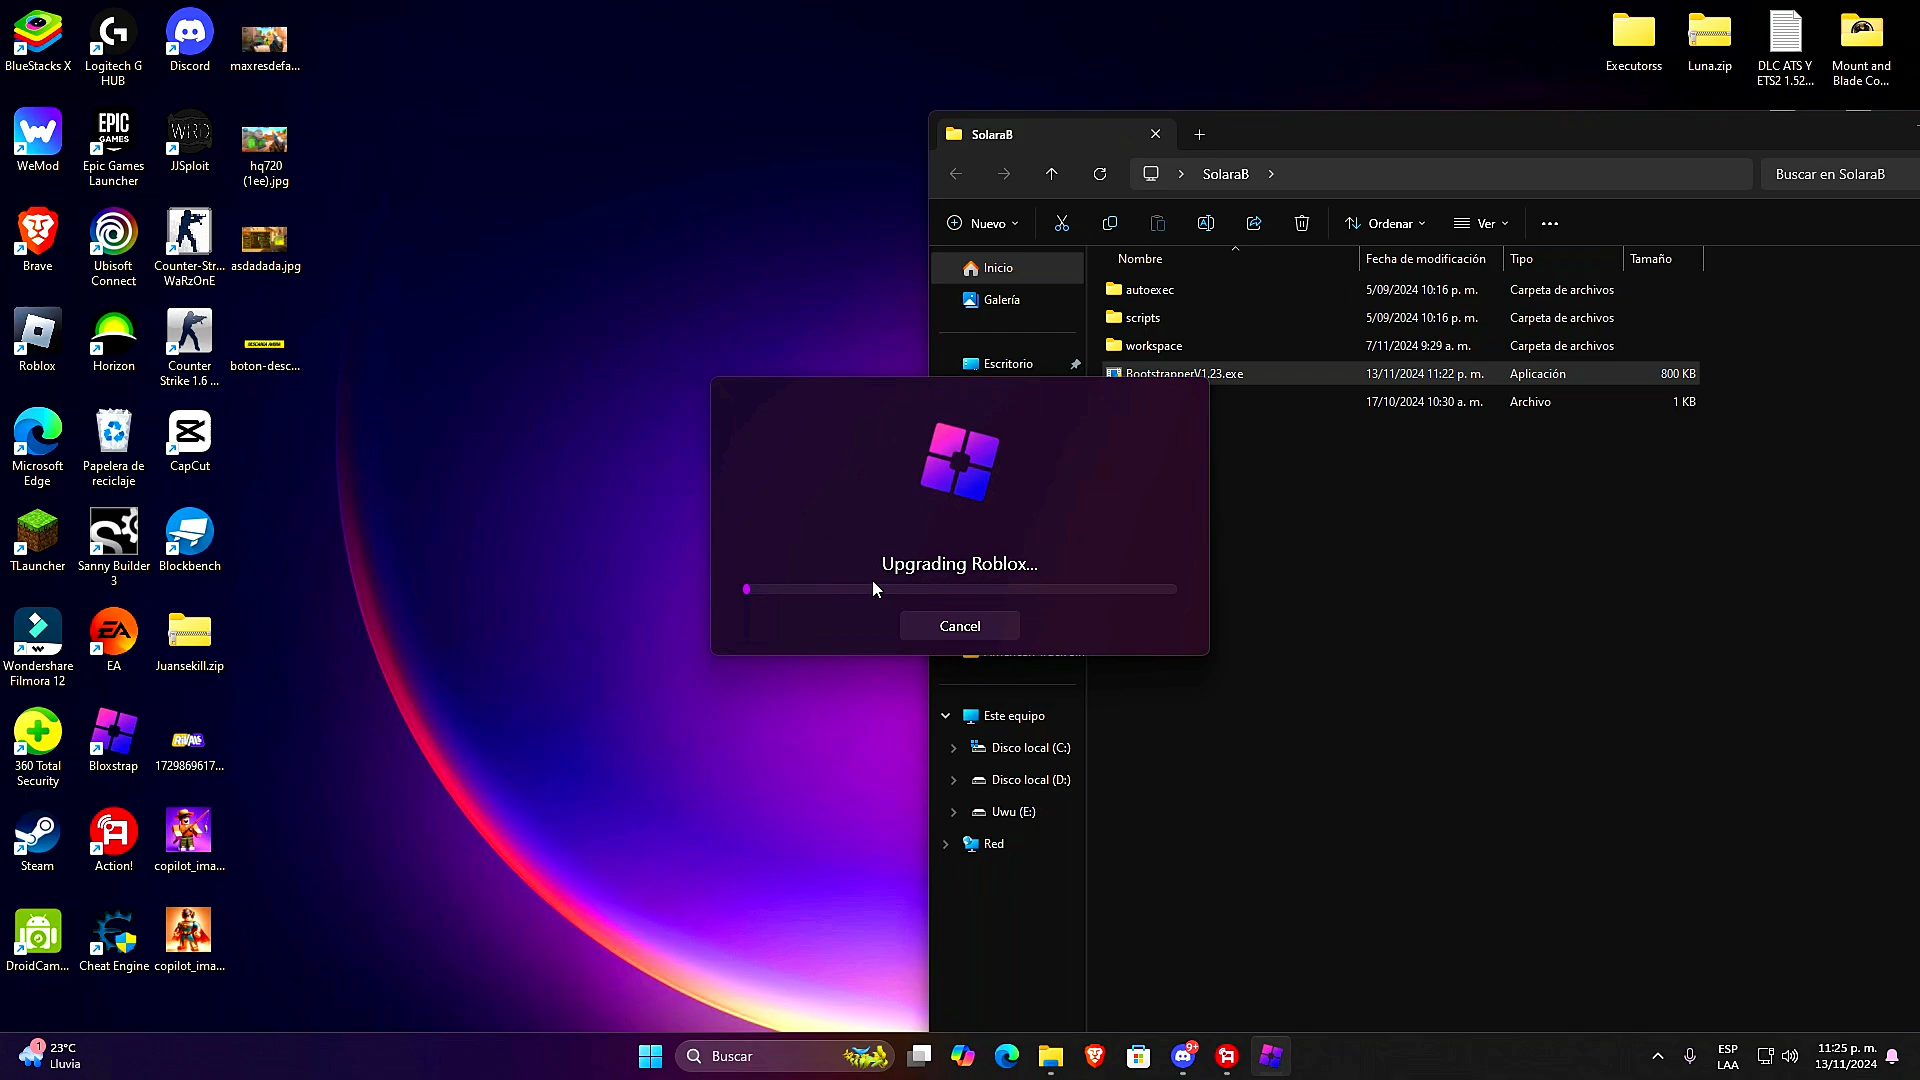 BlueStacks X
Logitech G
HUB
Discord
maxresdefa...
WeMod
EPIC
GAMES
Epic Games
Launcher
WRD
JJSploit
hq720
(1ee).jpg
Brave
Ubisoft
Connect
Counter-Str...
WaRzOnE
asdadada.jpg
Roblox
Horizon
Counter
Strike 1.6 ...
boton-desc...
Microsoft
Edge
Papelera de
reciclaje
CapCut
TLauncher
Sanny Builder
3
Blockbench
Wondershare
Filmora 12
EA
EA
Juansekill.zip
360 Total
Security
Bloxstrap
RIVALS
1729869617...
Steam
Action!
copilot_ima...
DroidCam...
Cheat Engine
copilot_ima...
Executorss
Luna.zip
DLC ATS Y
ETS2 1.52...
Mount and
Blade Co...
SolaraB
SolaraB
Buscar en SolaraB
Nuevo
Ordenar
Ver
Nombre
Fecha de modificación
Tipo
Tamaño
Inicio
Galería
Escritorio
autoexec
5/09/2024 10:16 p. m.
Carpeta de archivos
scripts
5/09/2024 10:16 p. m.
Carpeta de archivos
workspace
7/11/2024 9:29 a. m.
Carpeta de archivos
BootstrapperV1.23.exe
13/11/2024 11:22 p. m.
Aplicación
800 KB
17/10/2024 10:30 a. m.
Archivo
1 KB
Upgrading Roblox...
Cancel
Este equipo
Disco local (C:)
Disco local (D:)
Uwu (E:)
Red
1
23°C
Lluvia
Buscar
9+
ESP
LAA
11:25 p. m.
13/11/2024